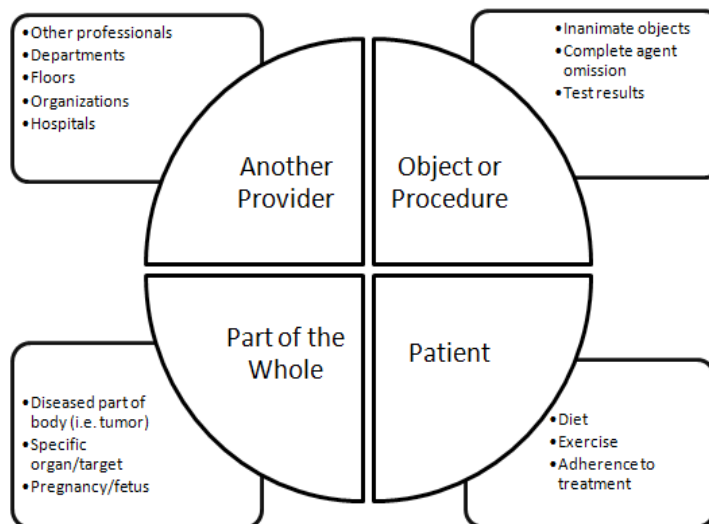 •Other professionals
•Departments
•Floors
•Organizations
•Hospitals
•Inanimate objects
•Complete agent
omission
•Test results
Another
Provider
Object or
Procedure
Part of the
Whole
Patient
•Diseased part of
body (i.e. tumor)
•Specific
organ/target
•Pregnancy/fetus
•Diet
•Exercise
•Adherence to
treatment